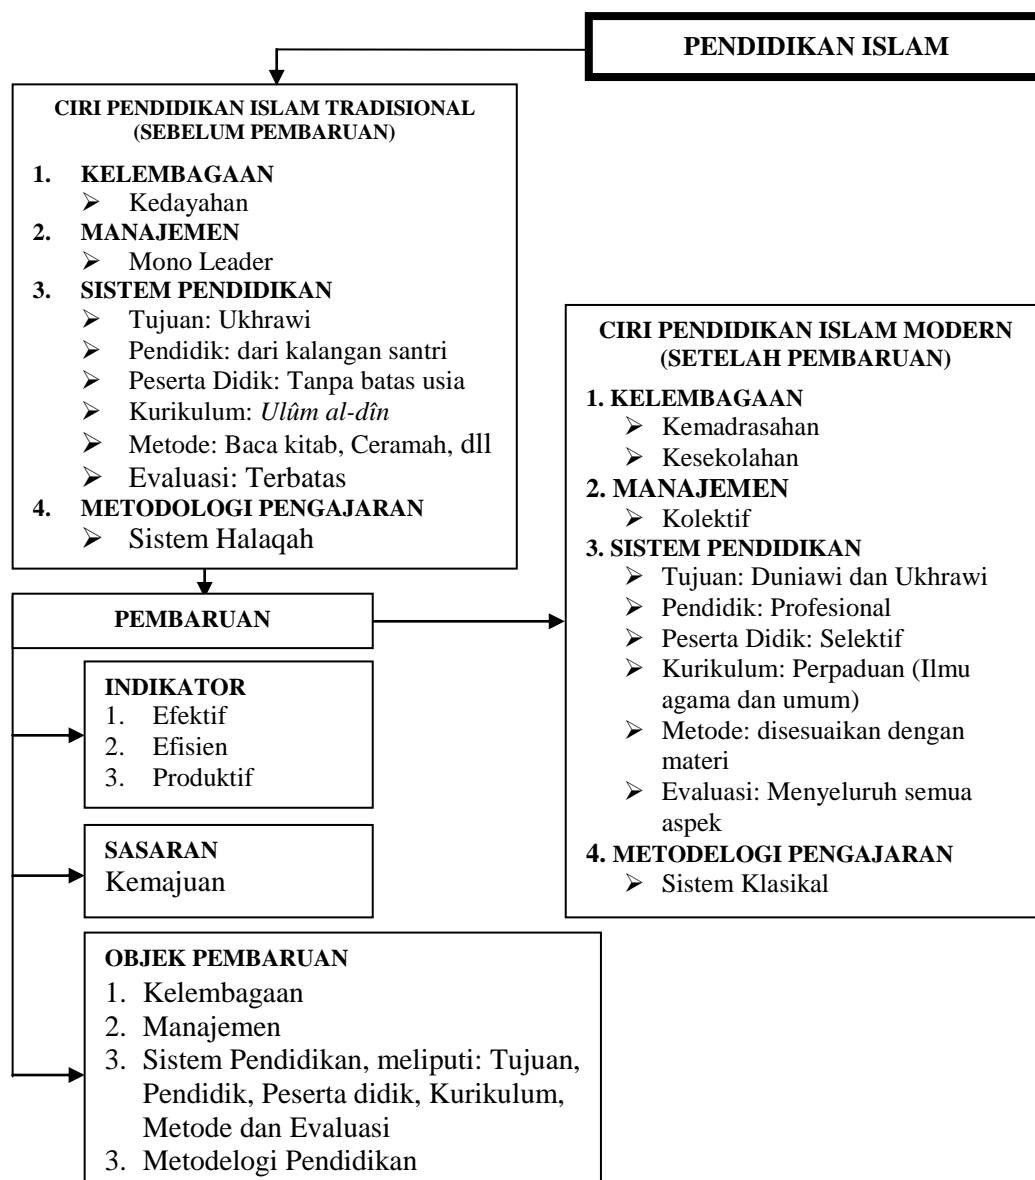 PENDIDIKAN ISLAM
CIRI PENDIDIKAN ISLAM TRADISIONAL
(SEBELUM PEMBARUAN)
1. KELEMBAGAAN
➢ Kedayahan
2. MANAJEMEN
➢ Mono Leader
3. SISTEM PENDIDIKAN
➢ Tujuan: Ukhrawi
➢ Pendidik: dari kalangan santri
➢ Peserta Didik: Tanpa batas usia
➢ Kurikulum: Ulûm al-dîn
➢ Metode: Baca kitab, Ceramah, dll
➢ Evaluasi: Terbatas
4. METODOLOGI PENGAJARAN
➢ Sistem Halaqah
PEMBARUAN
INDIKATOR
1. Efektif
2. Efisien
3. Produktif
SASARAN
Kemajuan
OBJEK PEMBARUAN
1. Kelembagaan
2. Manajemen
3. Sistem Pendidikan, meliputi: Tujuan,
Pendidik, Peserta didik, Kurikulum,
Metode dan Evaluasi
3. Metodelogi Pendidikan
CIRI PENDIDIKAN ISLAM MODERN
(SETELAH PEMBARUAN)
1. KELEMBAGAAN
➢ Kemadrasahan
➢ Kesekolahan
2. MANAJEMEN
➢ Kolektif
3. SISTEM PENDIDIKAN
➢ Tujuan: Duniawi dan Ukhrawi
➢ Pendidik: Profesional
➢ Peserta Didik: Selektif
➢ Kurikulum: Perpaduan (Ilmu
agama dan umum)
➢ Metode: disesuaikan dengan
materi
➢ Evaluasi: Menyeluruh semua
aspek
4. METODELOGI PENGAJARAN
➢ Sistem Klasikal